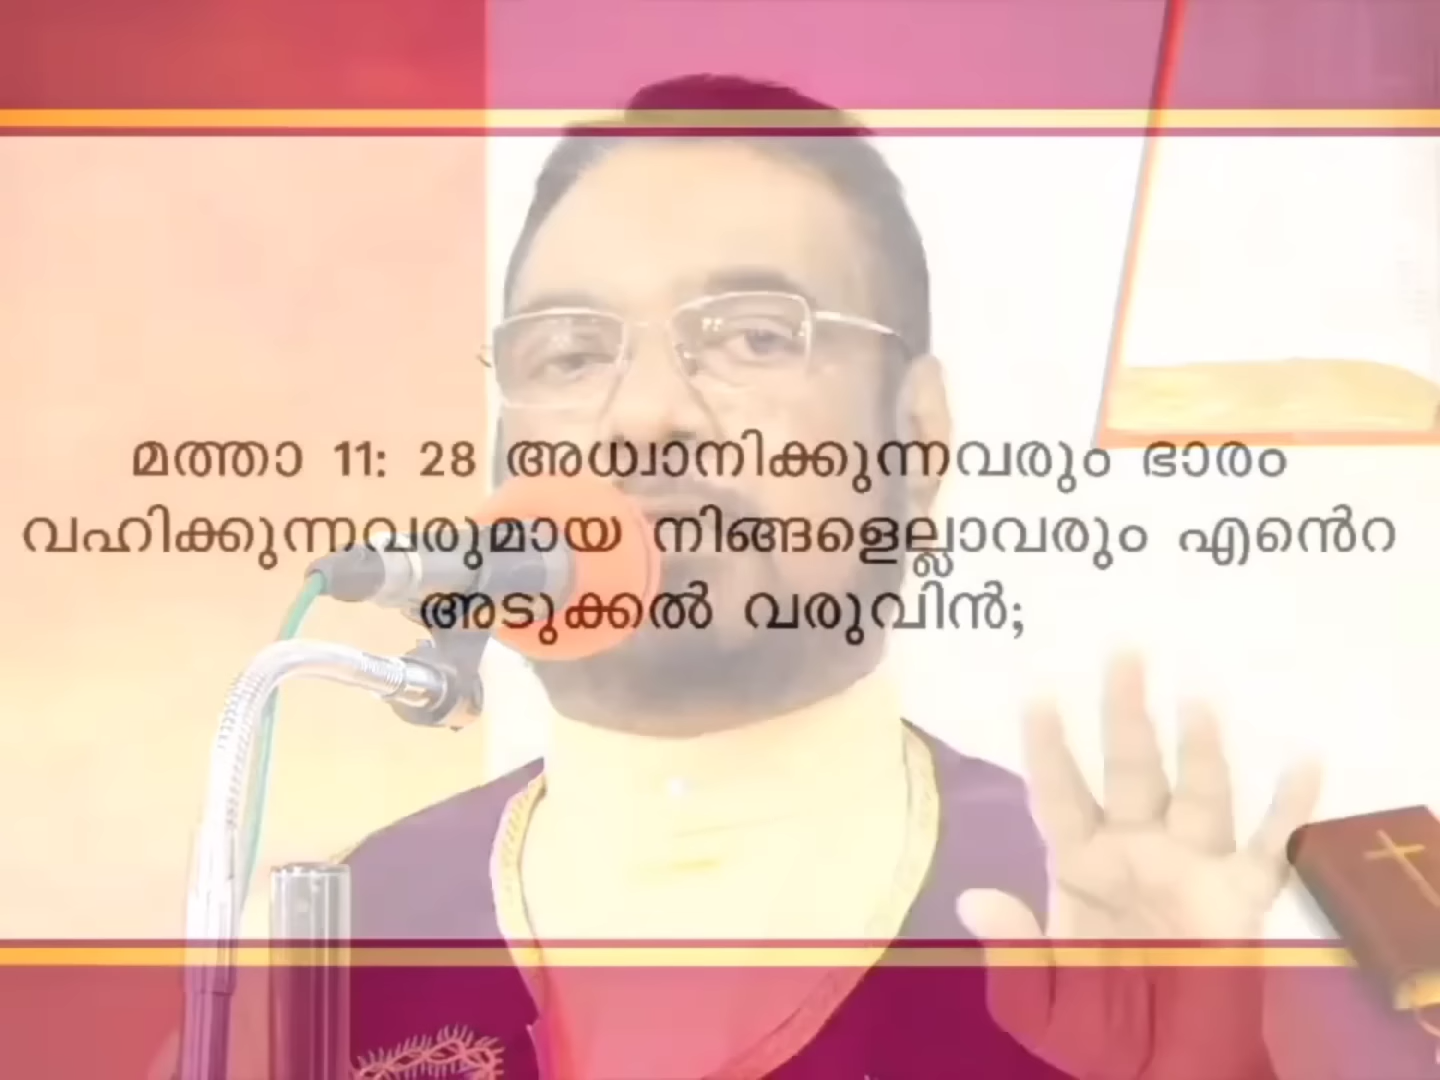 മത്താ 11: 28 അധ്വാനിക്കുന്നവരും ഭാരം
വഹിക്കുന്നവരുമായ നിങ്ങളെല്ലാവരും എൻെറ
അടുക്കൽ വരുവിൻ;